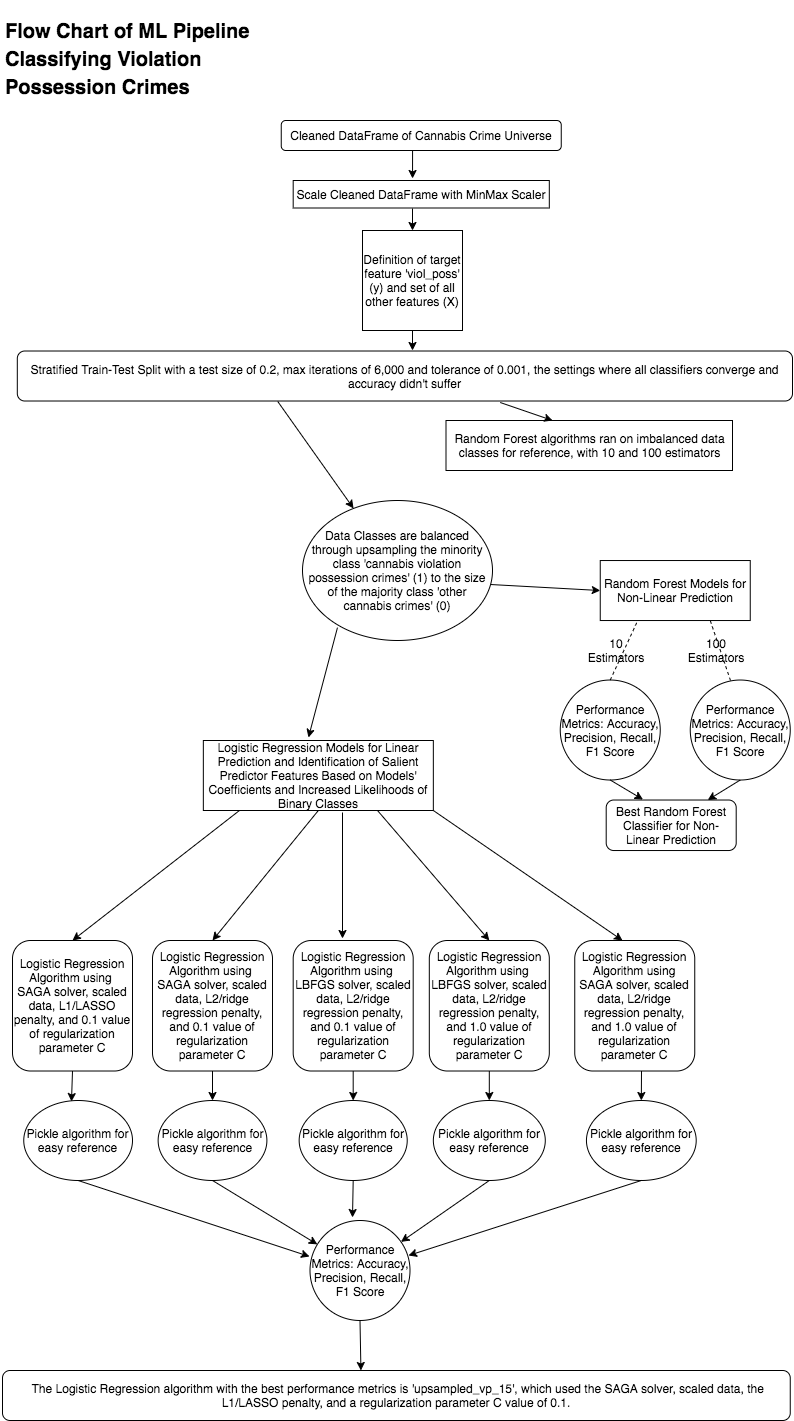 Flow Chart of ML Pipeline
Classifying Violation
Possession Crimes
Cleaned DataFrame of Cannabis Crime Universe
Scale Cleaned DataFrame with MinMax Scaler
Definition of target
feature 'viol_poss'
(y) and set of all
other features (X)
Stratified Train-Test Split with a test size of 0.2, max iterations of 6,000 and tolerance of 0.001, the settings where all classifiers converge and
accuracy didn't suffer
Random Forest algorithms ran on imbalanced data
classes for reference, with 10 and 100 estimators
Data Classes are balanced
through upsampling the minority
class 'cannabis violation
possession crimes' (1) to the size
of the majority class 'other
cannabis crimes' (0)
Random Forest Models for
Non-Linear Prediction
10
Estimators
100
Estimators
Performance
Metrics: Accuracy,
Precision, Recall,
F1 Score
Performance
Metrics: Accuracy,
Precision, Recall,
F1 Score
Best Random Forest
Classifier for Non-
Linear Prediction
Logistic Regression Models for Linear
Prediction and Identification of Salient
Predictor Features Based on Models'
Coefficients and Increased Likelihoods of
Binary Classes
Logistic Regression
Algorithm using
SAGA solver, scaled
data, L1/LASSO
penalty, and 0.1 value
of regularization
parameter C
Logistic Regression
Algorithm using
SAGA solver, scaled
data, L2/ridge
regression penalty,
and 0.1 value of
regularization
parameter C
Logistic Regression
Algorithm using
LBFGS solver, scaled
data, L2/ridge
regression penalty,
and 0.1 value of
regularization
parameter C
Logistic Regression
Algorithm using
LBFGS solver, scaled
data, L2/ridge
regression penalty,
and 1.0 value of
regularization
parameter C
Logistic Regression
Algorithm using
SAGA solver, scaled
data, L2/ridge
regression penalty,
and 1.0 value of
regularization
parameter C
Pickle algorithm for
easy reference
Pickle algorithm for
easy reference
Pickle algorithm for
easy reference
Pickle algorithm for
easy reference
Pickle algorithm for
easy reference
Performance
Metrics: Accuracy,
Precision, Recall,
F1 Score
The Logistic Regression algorithm with the best performance metrics is 'upsampled_vp_15', which used the SAGA solver, scaled data, the
L1/LASSO penalty, and a regularization parameter C value of 0.1.